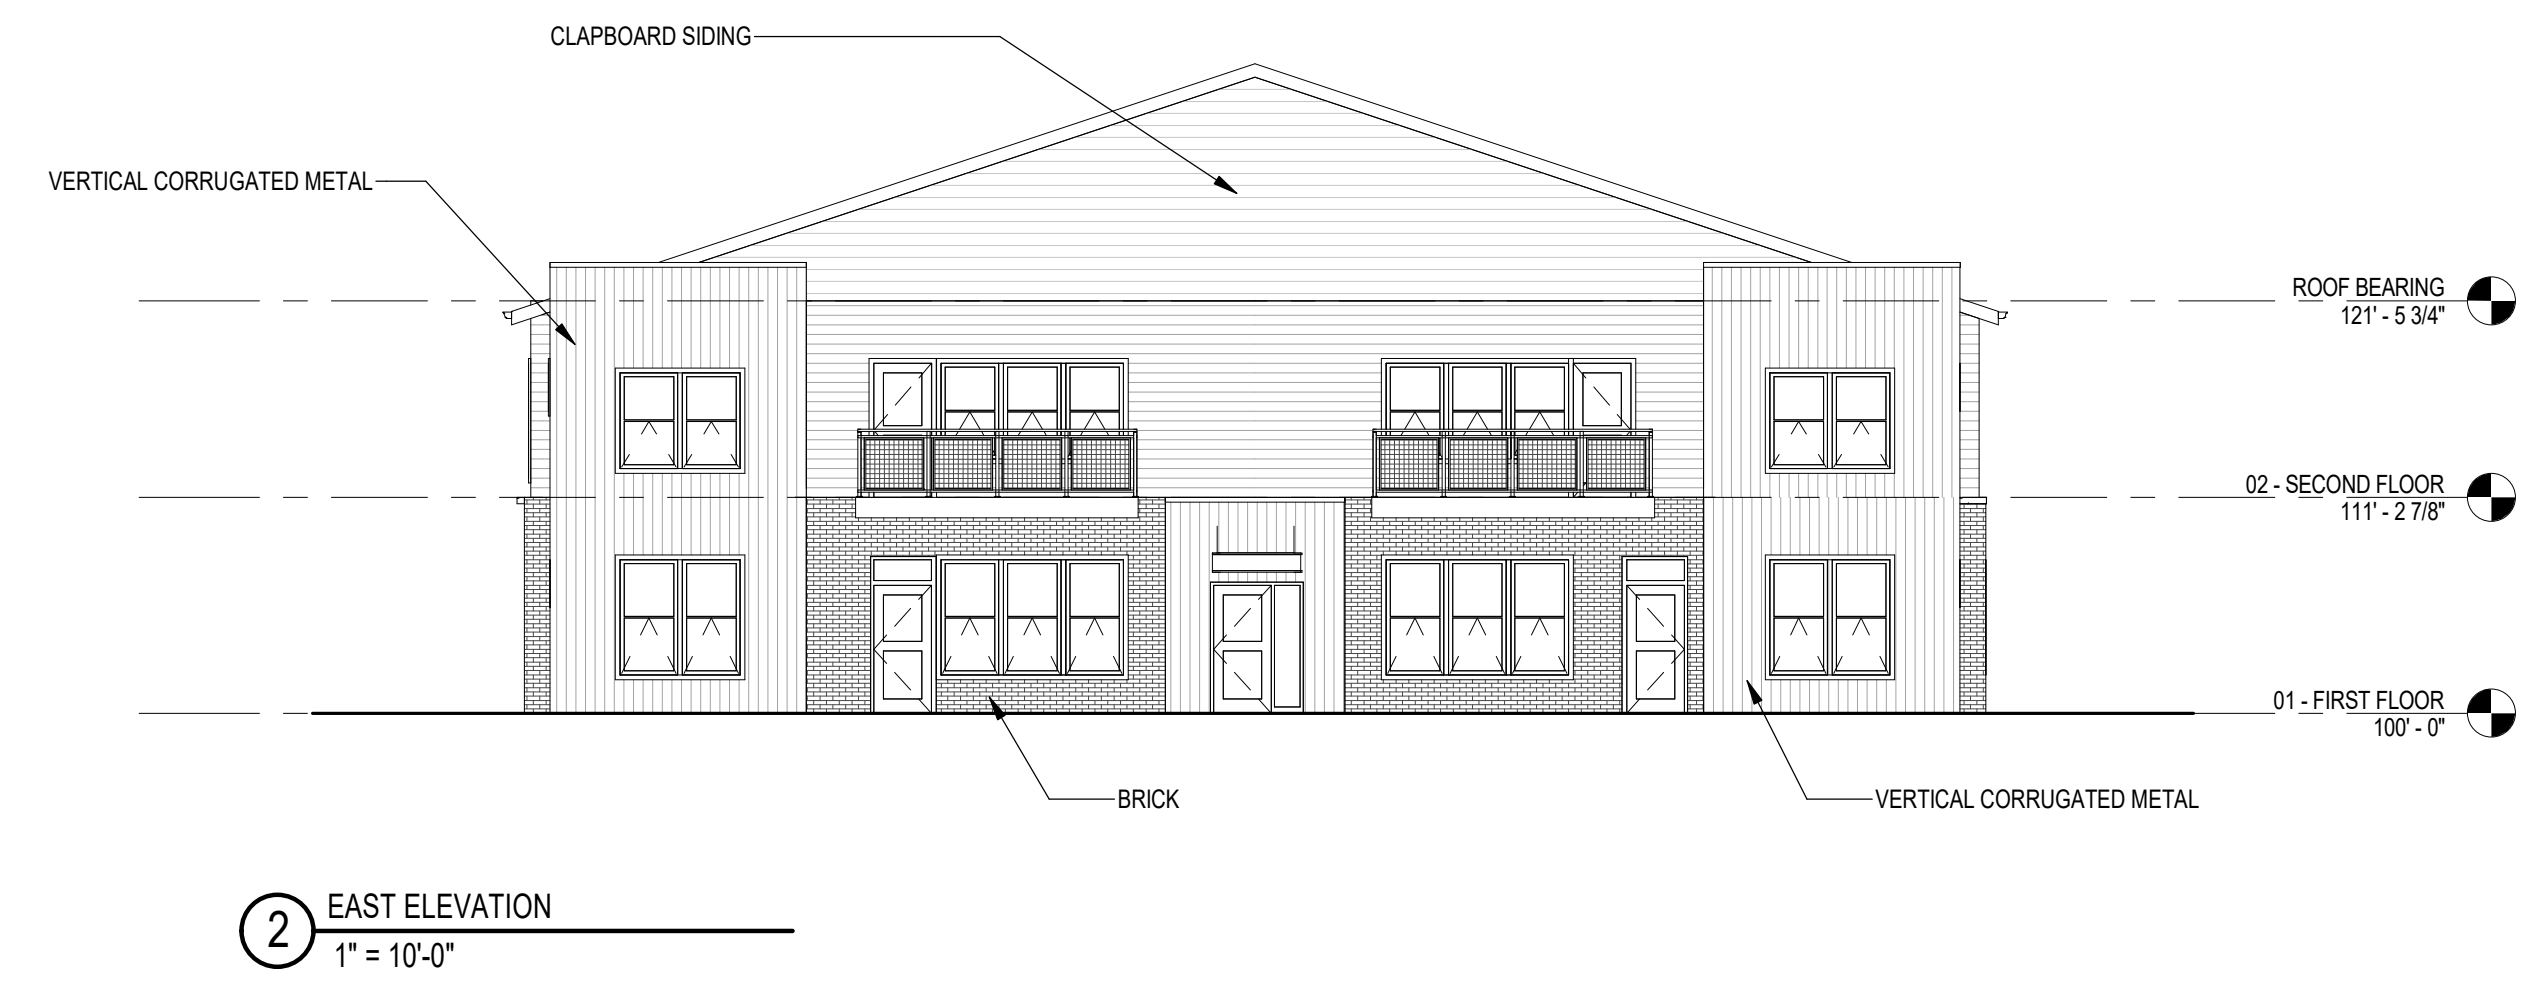 CLAPBOARD SIDING
VERTICAL CORRUGATED METAL
ROOF BEARING
121' - 5 3/4"
02 - SECOND FLOOR
111' - 2 7/8"
01 - FIRST FLOOR
100' - 0"
BRICK
VERTICAL CORRUGATED METAL
2
EAST ELEVATION
1" = 10'-0"